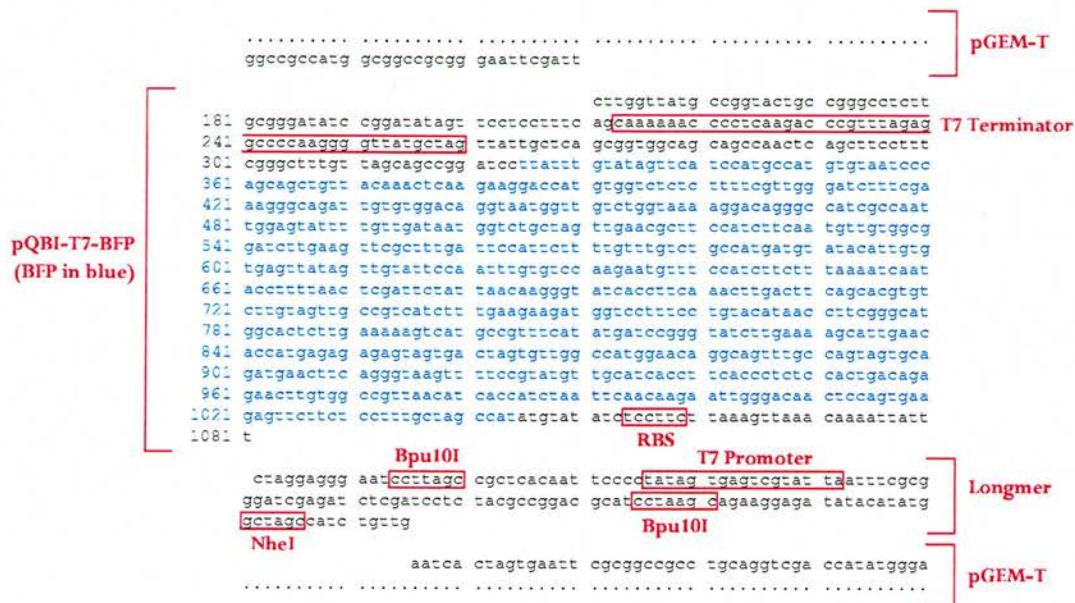 . . . . . . . . . . . . . . . . . . . . . . . . . . . . . . . . . . . . . . . . . . . . . . . . . . . . . . . . . . . .
ggccgccatg gcggccgcgg gaattcgatt
pGEM-T
cttggttatg ccggtactgc cgggcctctt
181 gcgggatatc cggatatagt tcctcctttc agcaaaaaac ccctcaagac ccgtttagag T7 Terminator
241 gccccaaggg gttatgctag ttattgctca gcggtggcag cagccaactc agcttccttt
301 cgggctttgt tagcagccgg atccttattt gtatagttca tccatgccat gtgtaatccc
361 agcagctgtt acaaactcaa gaaggaccat gtggtctctc ttttcgttgg gatctttcga
421 aagggcagat tgtgtggaca ggtaatggtt gtctggtaaa aggacagggc catcgccaat
481 tggagtattt tgttgataat ggtctgctag ttgaacgctt ccatcttcaa tgttgtggcg
pQBI-T7-BFP
(BFP in blue)
541 gatcttgaag ttcgctttga ttccattctt ttgtttgtct gccatgatgt atacattgtg
601 tgagttatag ttgtattcca atttgtgtcc aagaatgttt ccatcttctt taaaatcaat
661 accttttaac tcgattctat taacaagggt atcaccttca aacttgactt cagcacgtgt
721 cttgtagttg ccgtcatctt tgaagaagat ggtcctttcc tgtacataac cttcgggcat
781 ggcactcttg aaaaagtcat gccgtttcat atgatccggg tatcttgaaa agcattgaac
841 accatgagag agagtagtga ctagtgttgg ccatggaaca ggcagtttgc cagtagtgca
901 gatgaacttc agggtaagtt ttccgtatgt tgcatcacct tcaccctctc cactgacaga
961 gaacttgtgg ccgttaacat caccatctaa ttcaacaaga attgggacaa ctccagtgaa
1021 gagttcttct cctttgctag ccatatgtat atctccttct taaagttaaa caaaattatt
1081 t
RBS
Bpu10I T7 Promoter
ctaggaggg aatccttagc cgctcacaat tcccctatag tgagtcgtat taatttcgcg
ggatcgagat ctcgatcctc tacgccggac gcatcctaag cagaaggaga tatacatatg
gctagccatc tgttg
Longmer
NheI Bpu10I
aatca ctagtgaatt cgcggccgcc tgcaggtcga ccatatggga
. . . . . . . . . . . . . . . . . . . . . . . . . . . . . . . . . . . . . . . . . . . . . . . . . . . . . . . . . . . .
pGEM-T